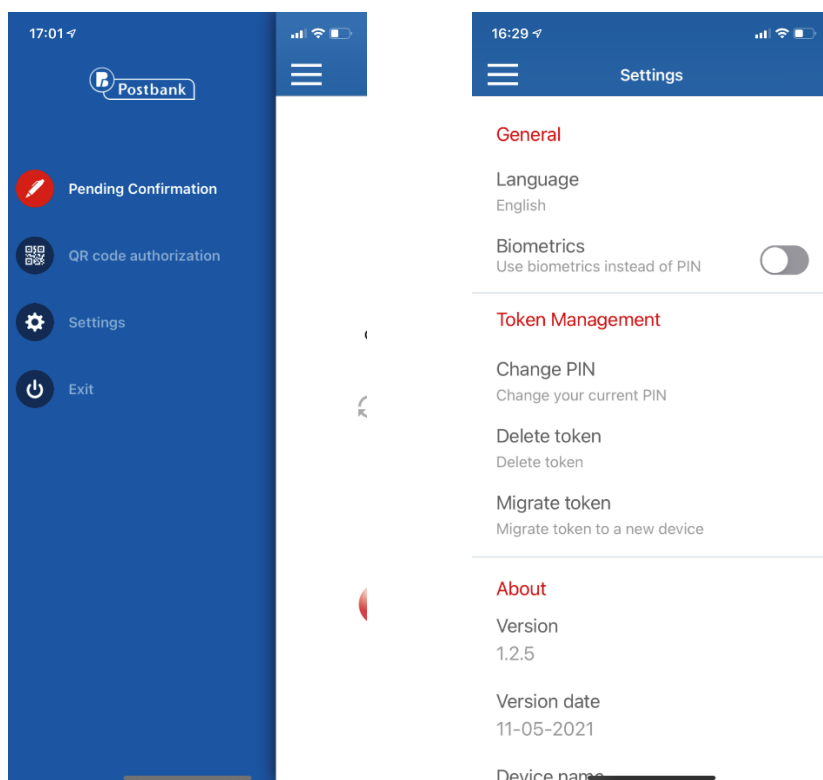 17:01
Postbank
Pending Confirmation
QR code authorization
Settings
Exit
16:29
Settings
General
Language
English
Biometrics
Use biometrics instead of PIN
Token Management
Change PIN
Change your current PIN
Delete token
Delete token
Migrate token
Migrate token to a new device
About
Version
1.2.5
Version date
11-05-2021
Device name